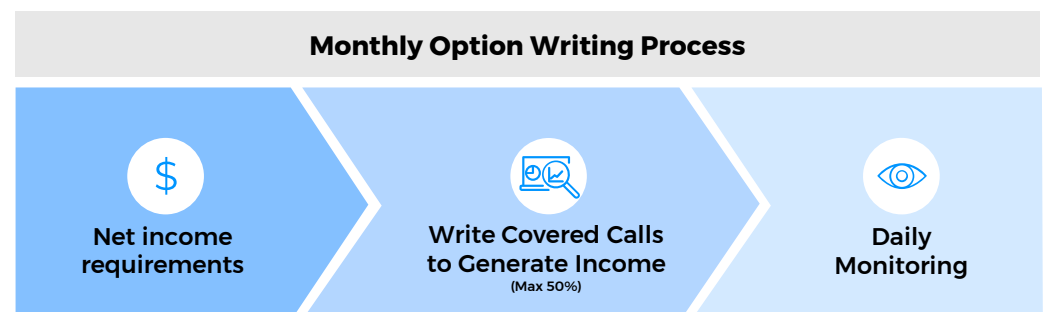 Monthly Option Writing Process
$
Net income
requirements
Write Covered Calls
to Generate Income
(Max 50%)
Daily
Monitoring